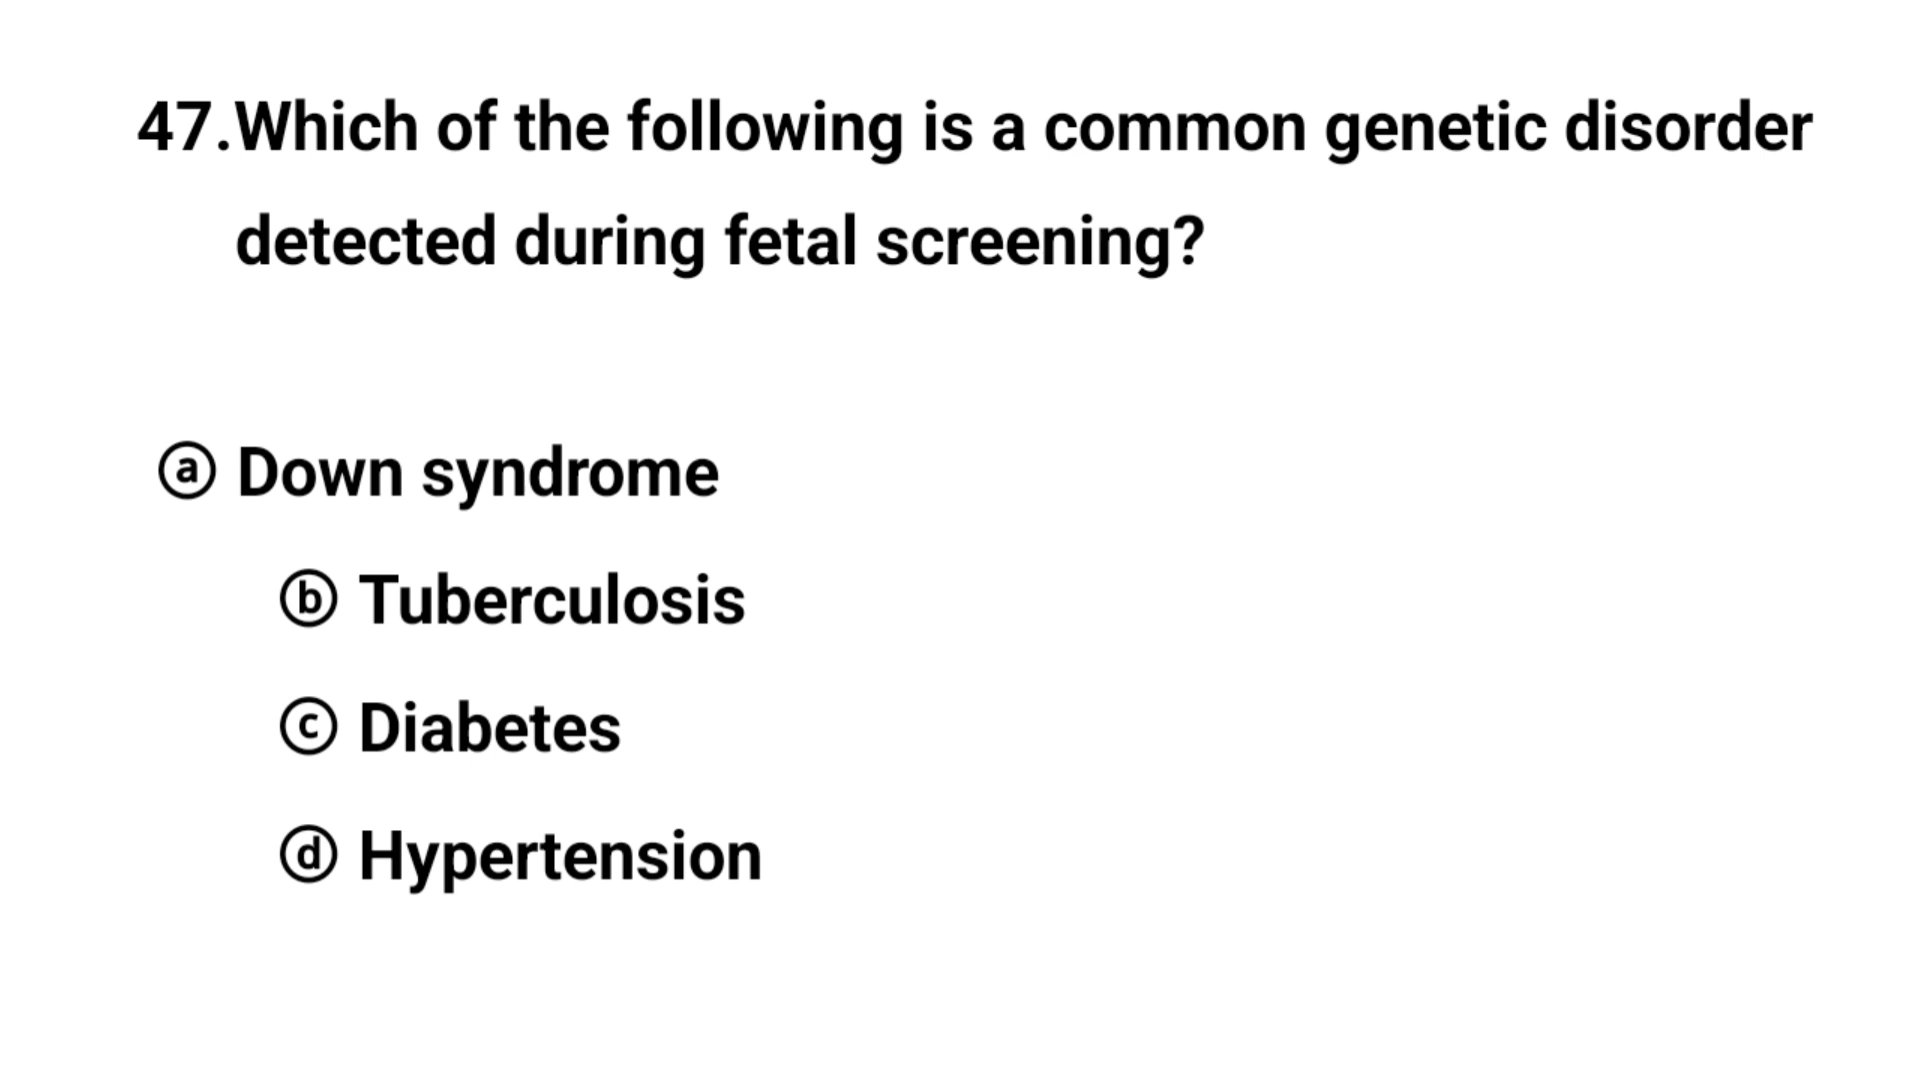 47.Which of the following is a common genetic disorder
detected during fetal screening?
ⓐ Down syndrome
ⓑ Tuberculosis
ⓒ Diabetes
ⓓ Hypertension